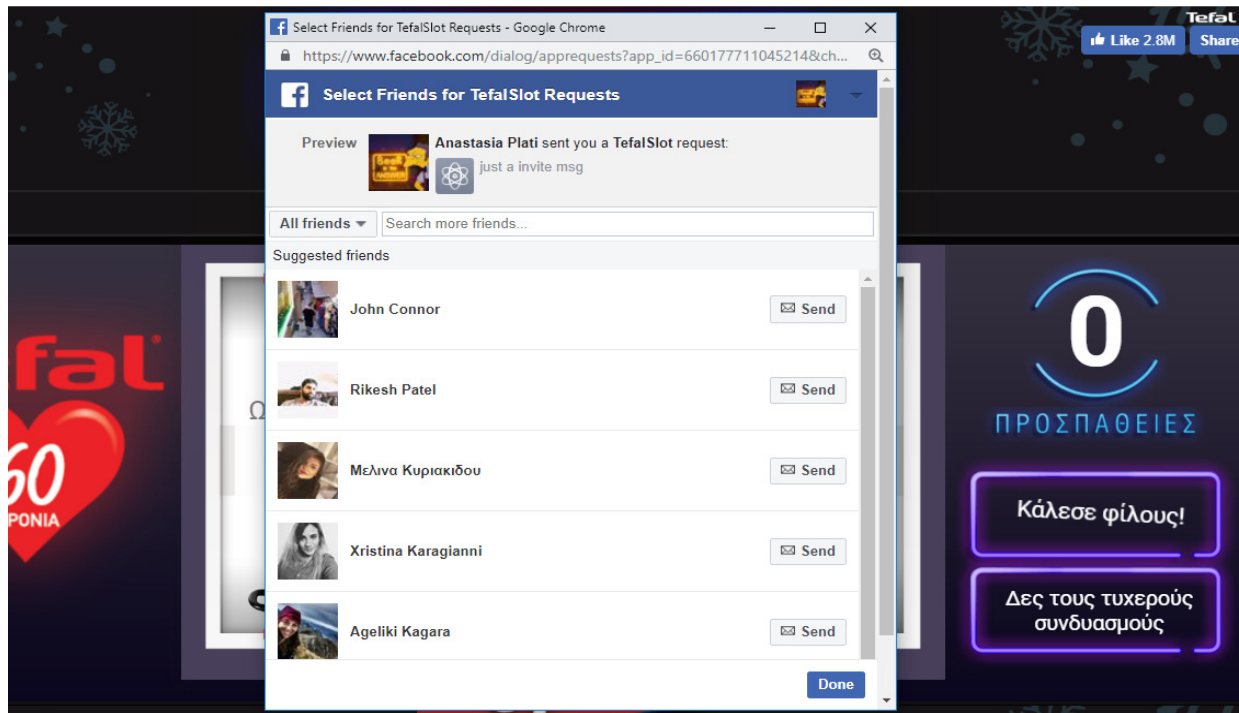 Select Friends for TefalSlot Requests - Google Chrome
https://www.facebook.com/dialog/apprequests?app_id=660177711045214&ch...
Tefal
Like 2.8M
Share
Select Friends for TefalSlot Requests
Preview
Anastasia Plati sent you a TefalSlot request:
just a invite msg
All friends
Search more friends...
Suggested friends
John Connor
Send
Rikesh Patel
Send
Μελινα Κυριακιδου
Send
Xristina Karagianni
Send
Ageliki Kagara
Send
Done
fal
60
ΡΟΝΙΑ
Ω
0
ΠΡΟΣΠΑΘΕΙΕΣ
Κάλεσε φίλους!
Δες τους τυχερούς
συνδυασμούς